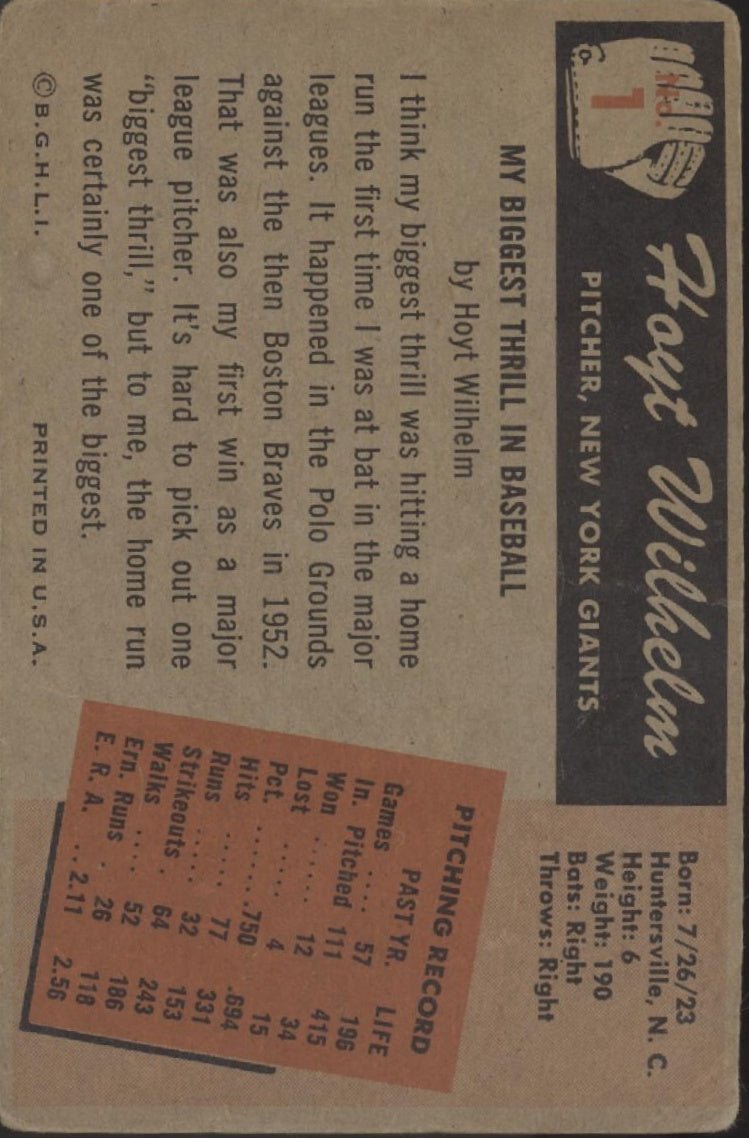 No.
1
Hoyt Wilhelm
PITCHER, NEW YORK GIANTS
Born: 7/26/23
Huntersville, N. C.
Height: 6
Weight: 190
Bats: Right
Throws: Right
MY BIGGEST THRILL IN BASEBALL
by Hoyt Wilhelm
I think my biggest thrill was hitting a home
run the first time I was at bat in the major
leagues. It happened in the Polo Grounds
against the then Boston Braves in 1952.
That was also my first win as a major
league pitcher. It's hard to pick out one
"biggest thrill," but to me, the home run
was certainly one of the biggest.
© B.G.H.L.I. PRINTED IN U.S.A.
PITCHING RECORD
PAST YR. LIFE
Games .... 57 196
In. Pitched 111 415
Won ...... 12 34
Lost ..... 4 15
Pct. .......750 .694
Hits ...... 77 331
Runs ..... 32 153
Strikeouts . 64 243
Walks .... 52 186
Ern. Runs . 26 118
E. R. A. .. 2.11 2.56